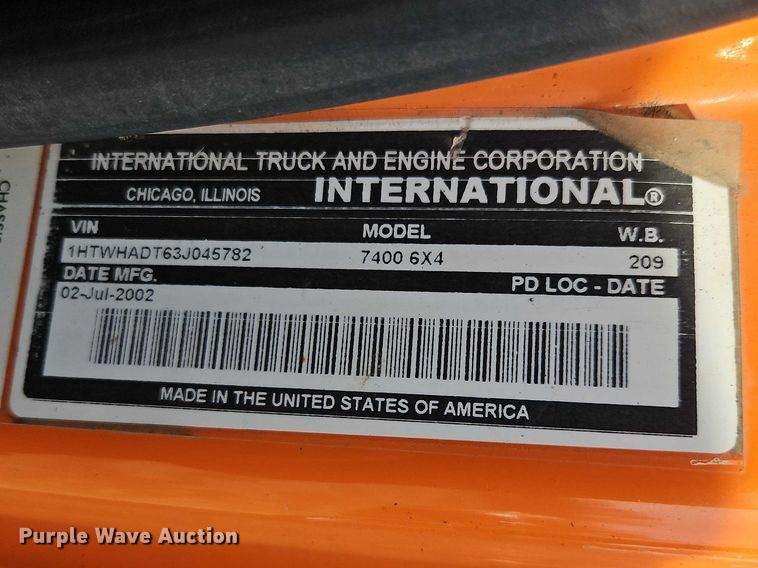 INTERNATIONAL TRUCK AND ENGINE CORPORATION
CHICAGO, ILLINOIS INTERNATIONAL®
VIN MODEL W.B.
1HTWHADT63J045782 7400 6X4 209
DATE MFG. PD LOC - DATE
02-Jul-2002
MADE IN THE UNITED STATES OF AMERICA
CHASSIS
Purple Wave Auction®